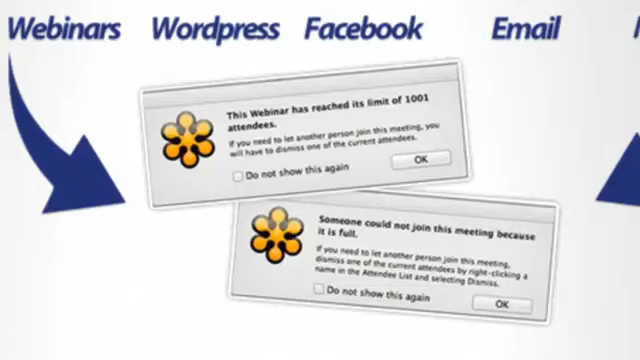 Webinars Wordpress Facebook Email
This Webinar has reached its limit of 1001
attendees.
If you need to let another person join this meeting, you
will have to dismiss one of the current attendees.
Do not show this again
OK
Someone could not join this meeting because
it is full.
If you need to let another person join this meeting,
dismiss one of the current attendees by right-clicking a
name in the Attendee List and selecting Dismiss.
Do not show this again
OK